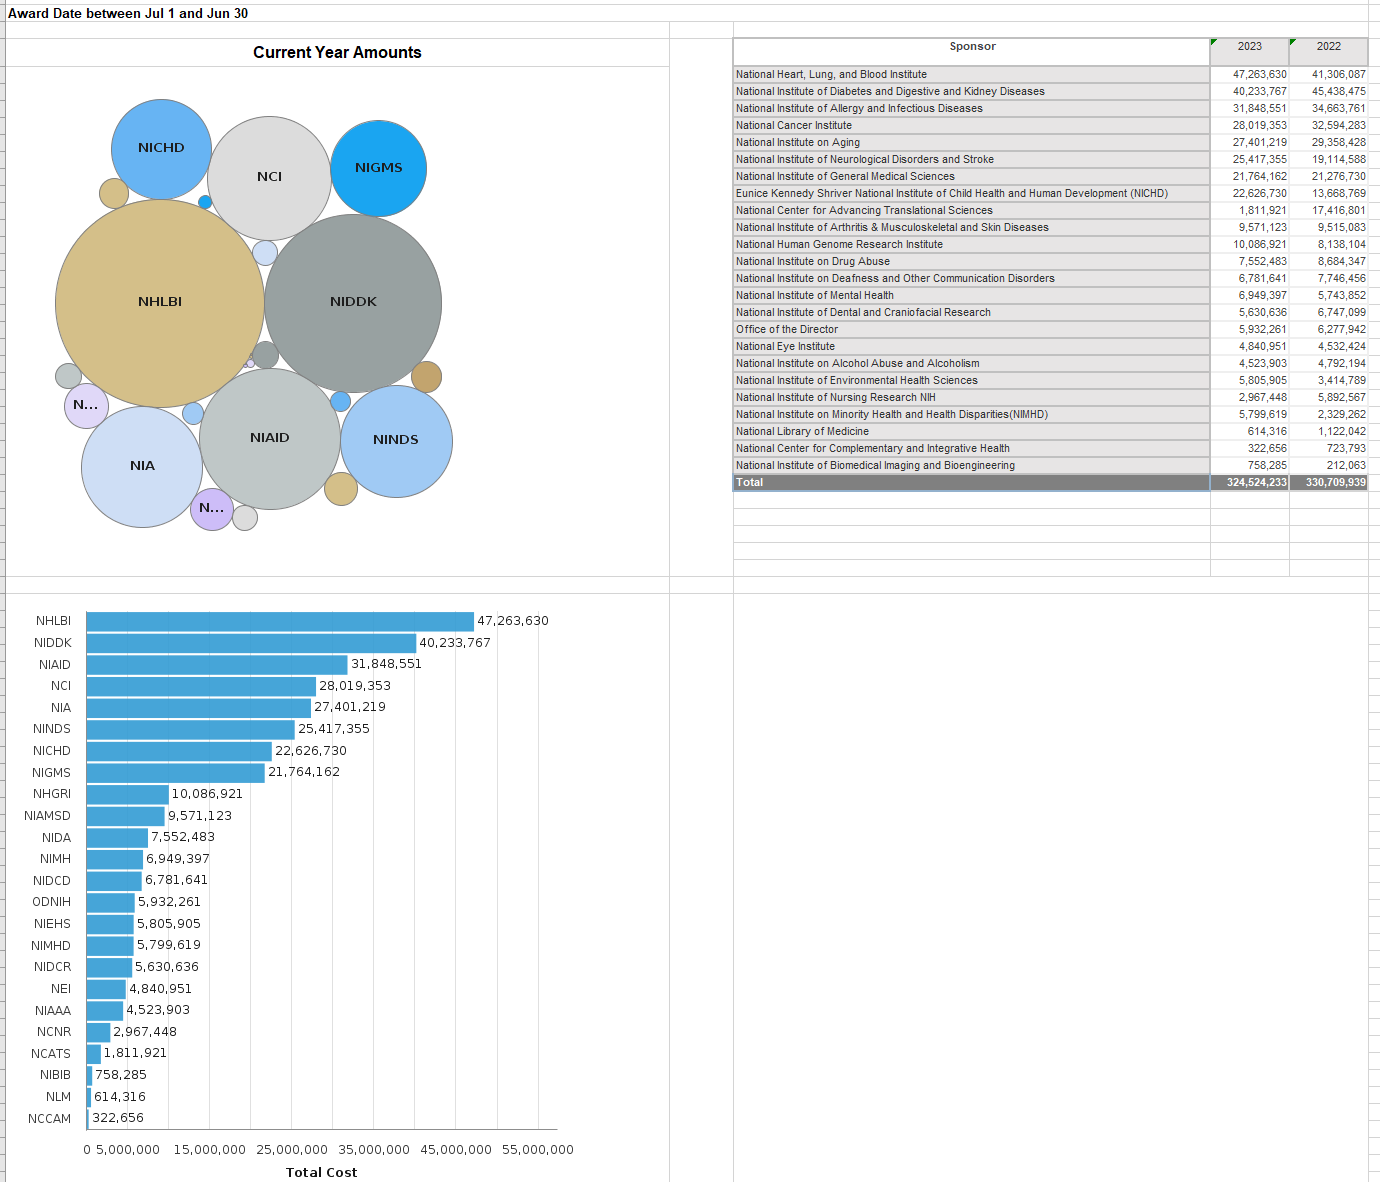 Award Date between Jul 1 and Jun 30
Current Year Amounts
NICHD
NCI
NIGMS
NHLBI
NIDDK
N...
NIA
NIAID
NINDS
N...
Sponsor 2023 2022
National Heart, Lung, and Blood Institute 47,263,630 41,306,087
National Institute of Diabetes and Digestive and Kidney Diseases 40,233,767 45,438,475
National Institute of Allergy and Infectious Diseases 31,848,551 34,663,761
National Cancer Institute 28,019,353 32,594,283
National Institute on Aging 27,401,219 29,358,428
National Institute of Neurological Disorders and Stroke 25,417,355 19,114,588
National Institute of General Medical Sciences 21,764,162 21,276,730
Eunice Kennedy Shriver National Institute of Child Health and Human Development (NICHD) 22,626,730 13,668,769
National Center for Advancing Translational Sciences 1,811,921 17,416,801
National Institute of Arthritis & Musculoskeletal and Skin Diseases 9,571,123 9,515,083
National Human Genome Research Institute 10,086,921 8,138,104
National Institute on Drug Abuse 7,552,483 8,684,347
National Institute on Deafness and Other Communication Disorders 6,781,641 7,746,456
National Institute of Mental Health 6,949,397 5,743,852
National Institute of Dental and Craniofacial Research 5,630,636 6,747,099
Office of the Director 5,932,261 6,277,942
National Eye Institute 4,840,951 4,532,424
National Institute on Alcohol Abuse and Alcoholism 4,523,903 4,792,194
National Institute of Environmental Health Sciences 5,805,905 3,414,789
National Institute of Nursing Research NIH 2,967,448 5,892,567
National Institute on Minority Health and Health Disparities(NIMHD) 5,799,619 2,329,262
National Library of Medicine 614,316 1,122,042
National Center for Complementary and Integrative Health 322,656 723,793
National Institute of Biomedical Imaging and Bioengineering 758,285 212,063
Total 324,524,233 330,709,939
NHLBI 47,263,630
NIDDK 40,233,767
NIAID 31,848,551
NCI 28,019,353
NIA 27,401,219
NINDS 25,417,355
NICHD 22,626,730
NIGMS 21,764,162
NHGRI 10,086,921
NIAMSD 9,571,123
NIDA 7,552,483
NIMH 6,949,397
NIDCD 6,781,641
ODNIH 5,932,261
NIEHS 5,805,905
NIMHD 5,799,619
NIDCR 5,630,636
NEI 4,840,951
NIAAA 4,523,903
NCNR 2,967,448
NCATS 1,811,921
NIBIB 758,285
NLM 614,316
NCCAM 322,656
0 5,000,000 15,000,000 25,000,000 35,000,000 45,000,000 55,000,000
Total Cost